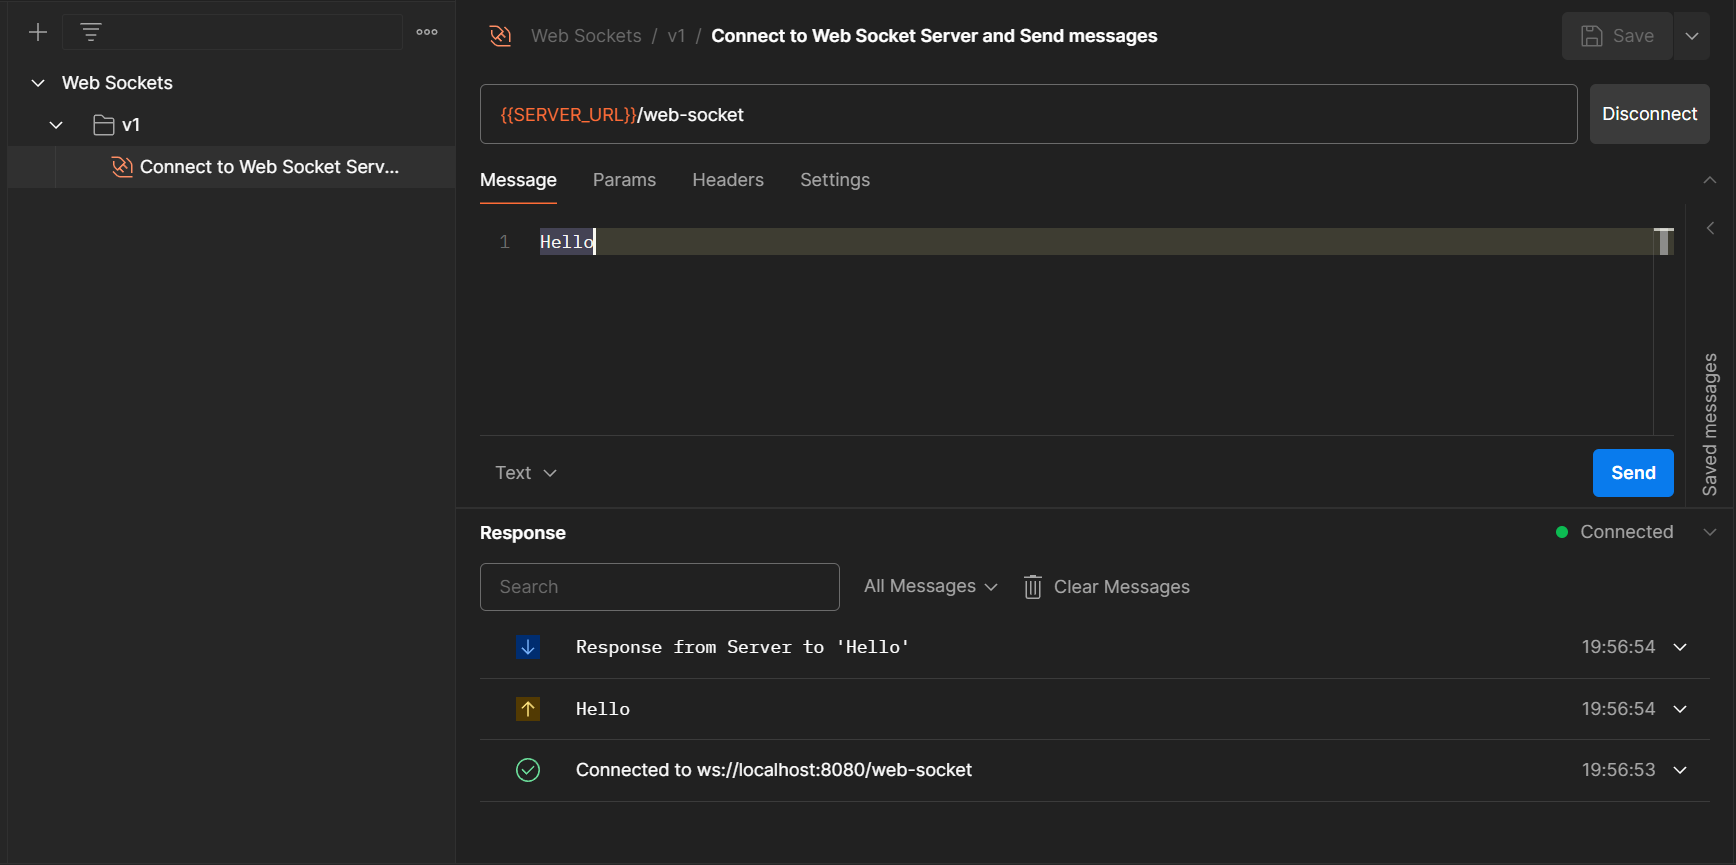 Web Sockets
v1
Connect to Web Socket Serv...
Web Sockets / v1 / Connect to Web Socket Server and Send messages
Save
{{SERVER_URL}}/web-socket
Disconnect
Message Params Headers Settings
1 Hello
Saved messages
Text
Send
Response
Connected
Search
All Messages
Clear Messages
Response from Server to 'Hello' 19:56:54
Hello 19:56:54
Connected to ws://localhost:8080/web-socket 19:56:53